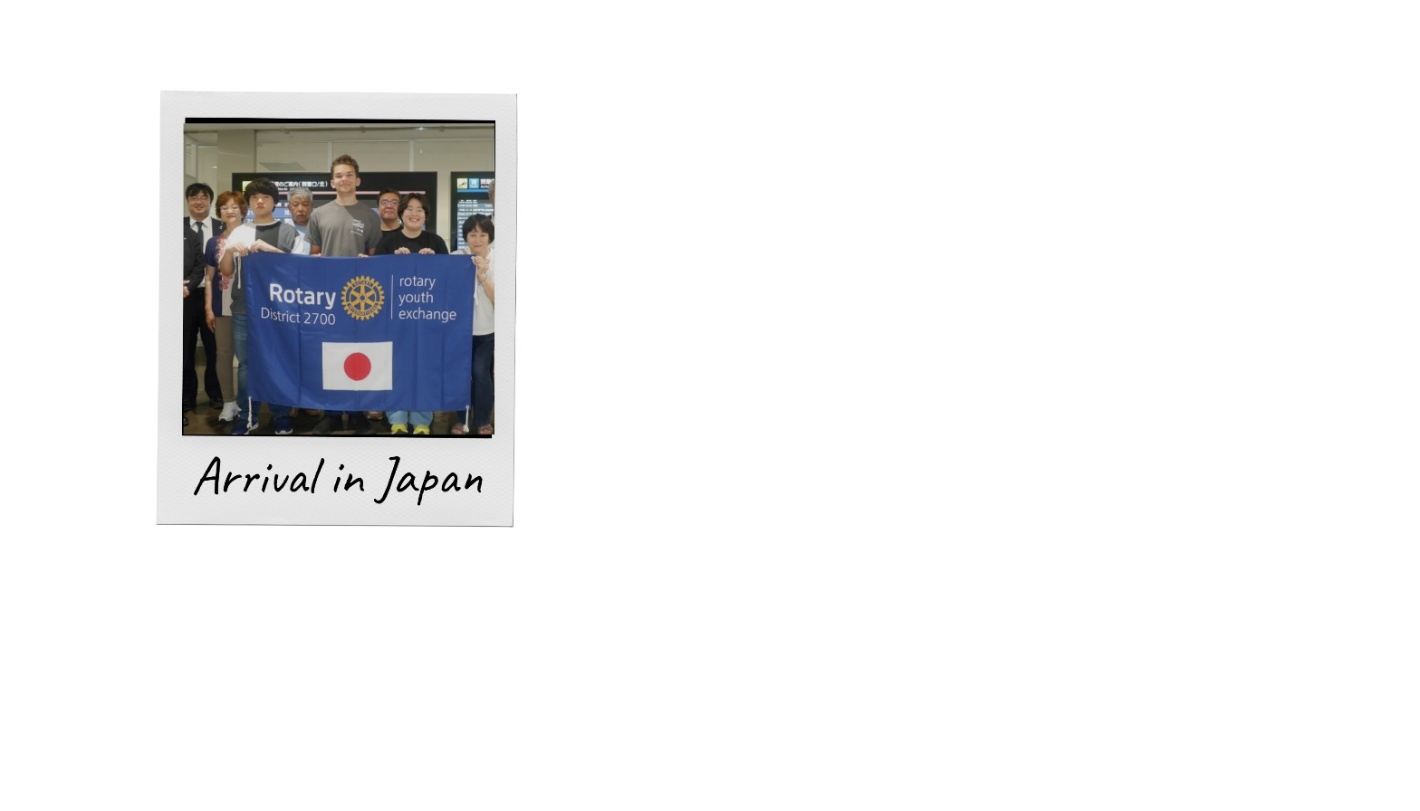 Rotary
District 2700
rotary
youth
exchange
Arrival in Japan